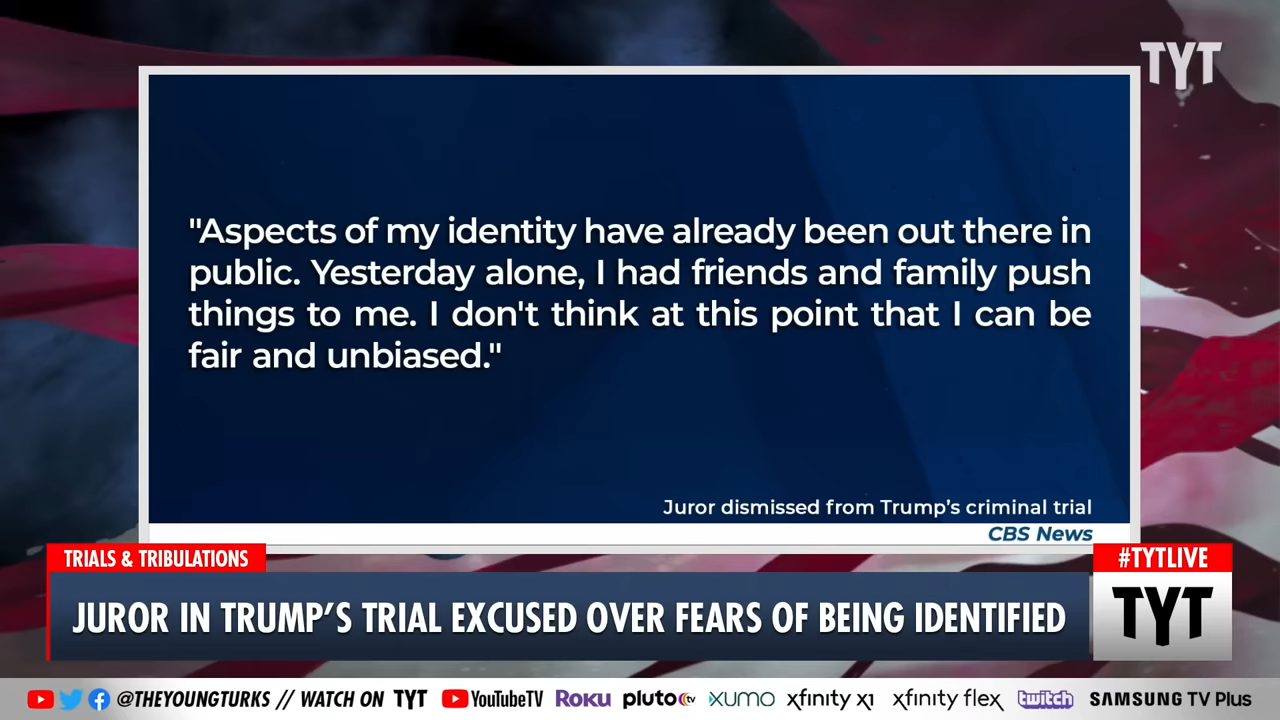 TYT
"Aspects of my identity have already been out there in
public. Yesterday alone, I had friends and family push
things to me. I don't think at this point that I can be
fair and unbiased."
Juror dismissed from Trump’s criminal trial
CBS News
TRIALS & TRIBULATIONS
#TYTLIVE
JUROR IN TRUMP’S TRIAL EXCUSED OVER FEARS OF BEING IDENTIFIED
TYT
@THEYOUNGTURKS // WATCH ON TYT YouTubeTV ROKU pluto tv XUMO xfinity x1 xfinity flex twitch SAMSUNG TV Plus